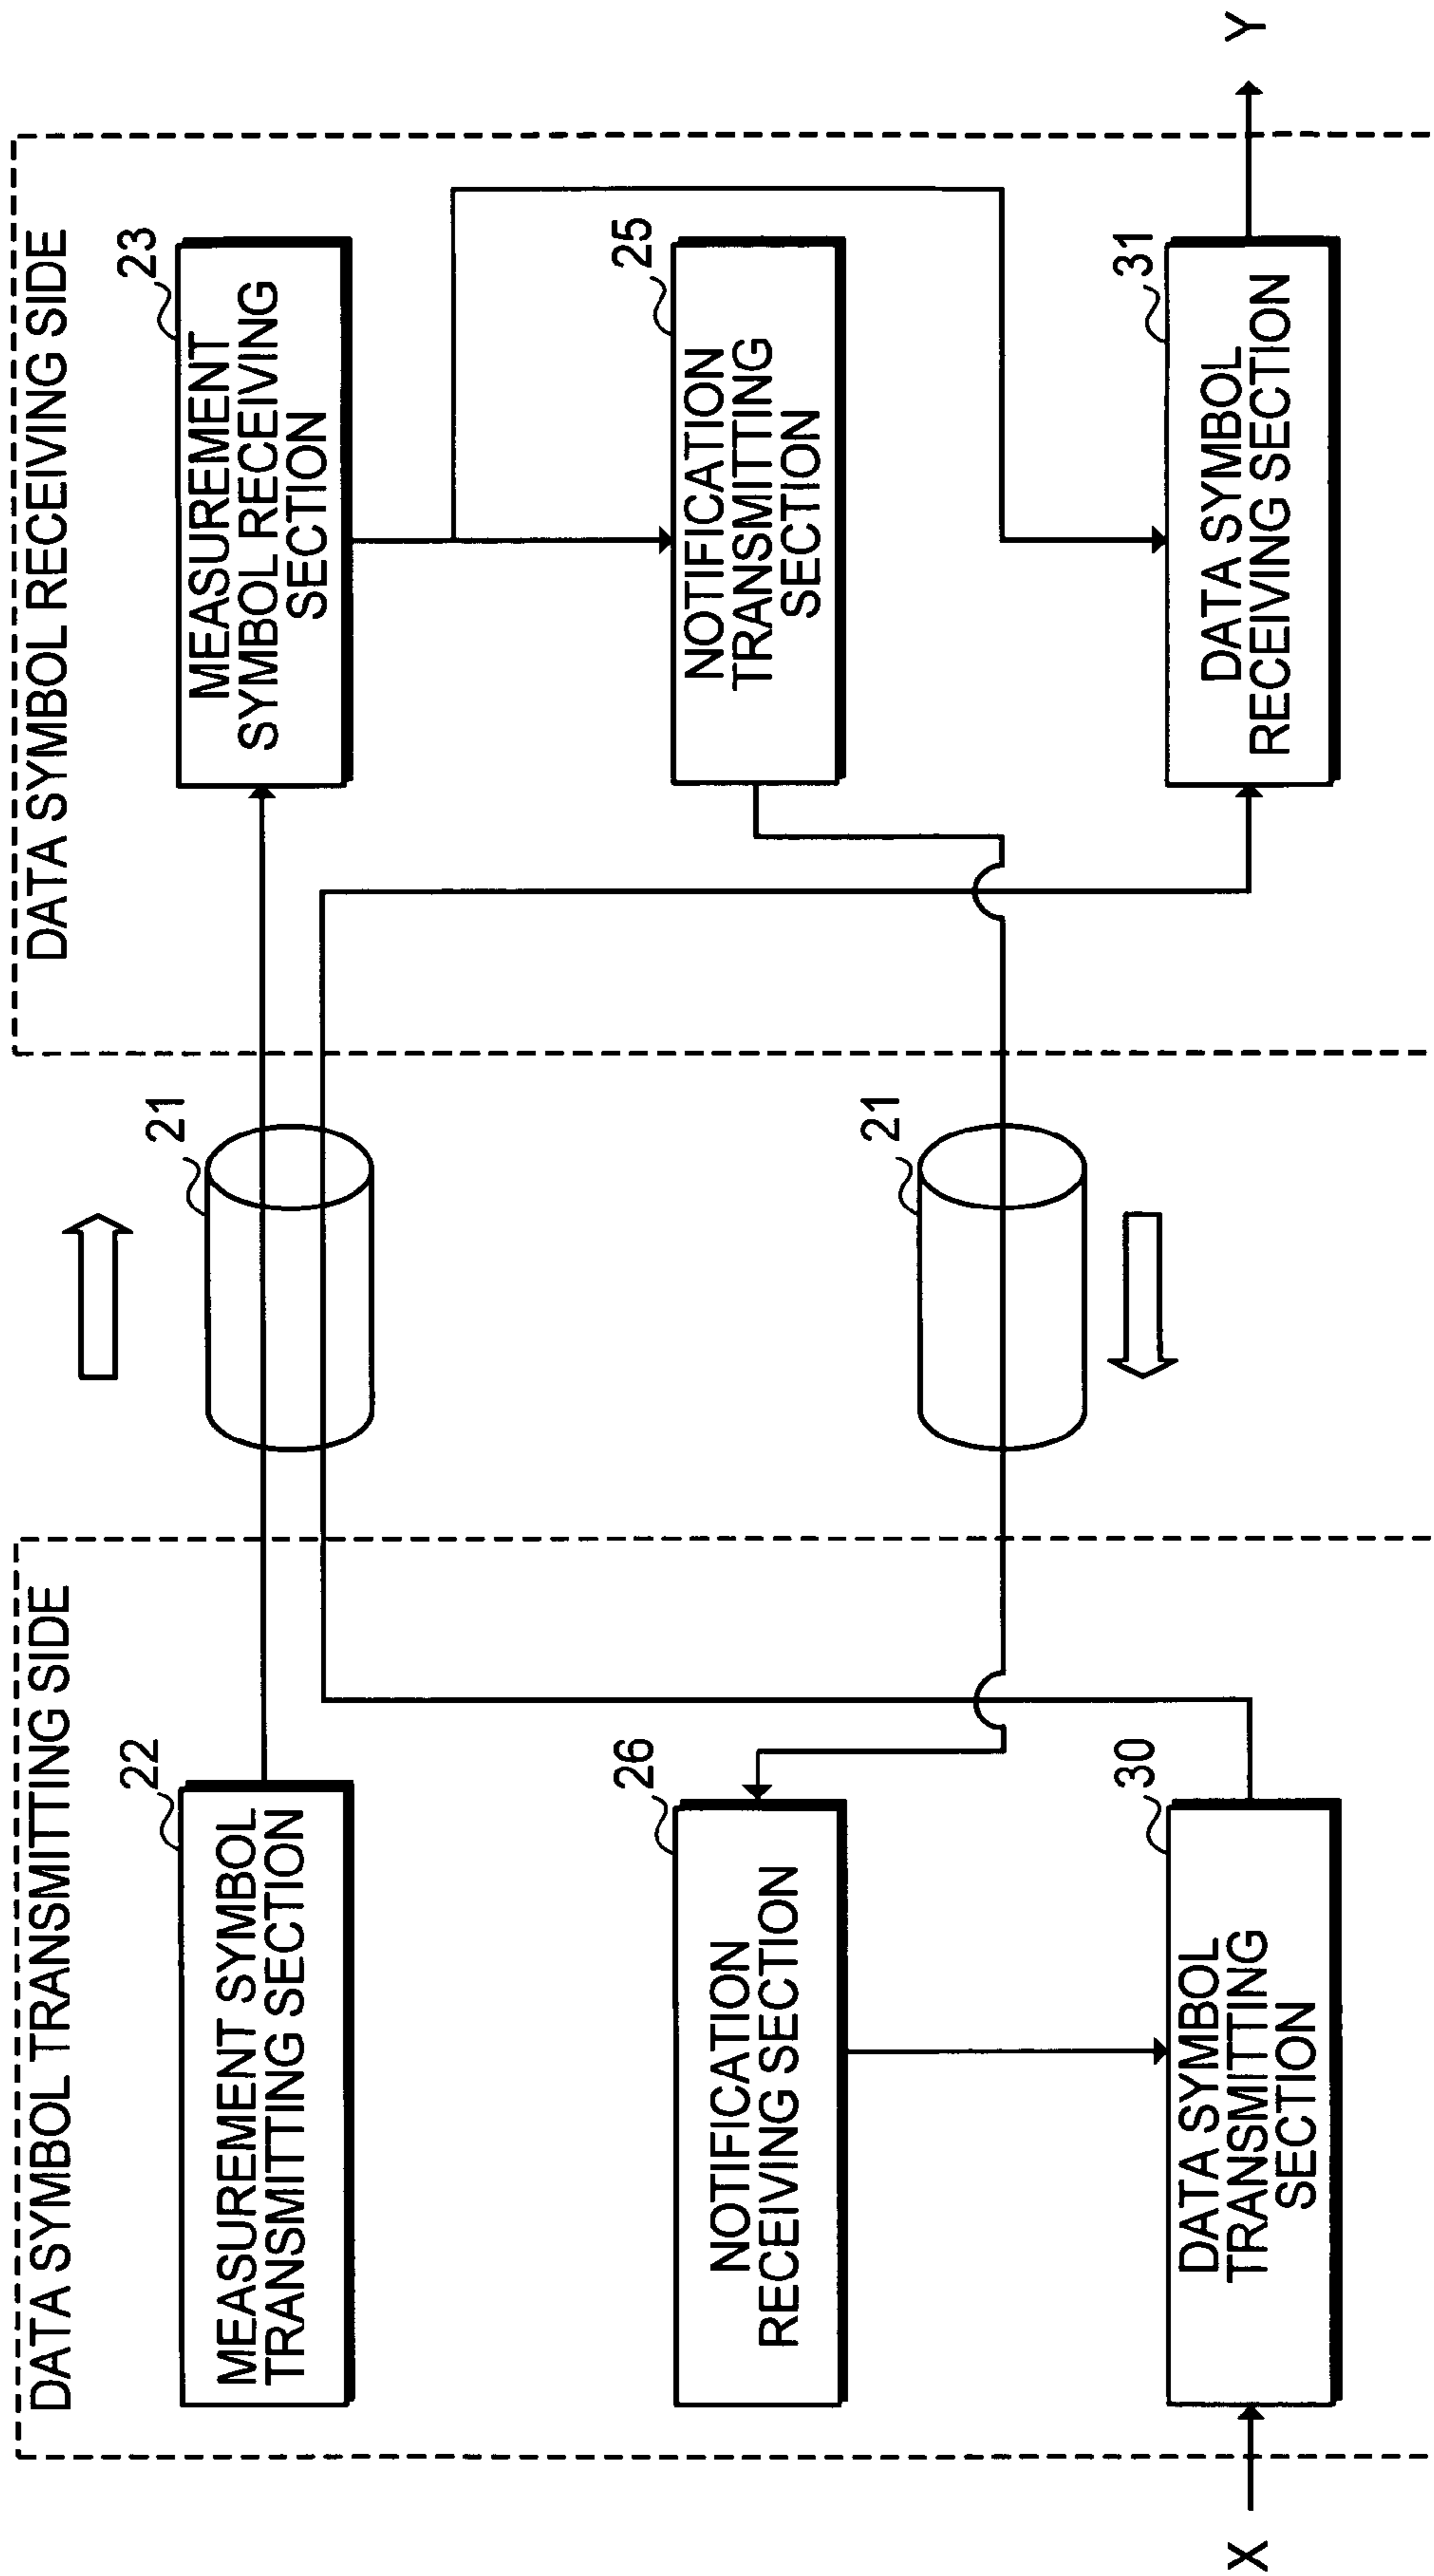 DATA SYMBOL TRANSMITTING SIDE
22
MEASUREMENT SYMBOL
TRANSMITTING SECTION
26
NOTIFICATION
RECEIVING SECTION
30
DATA SYMBOL
TRANSMITTING
SECTION
X
21
21
DATA SYMBOL RECEIVING SIDE
23
MEASUREMENT
SYMBOL RECEIVING
SECTION
25
NOTIFICATION
TRANSMITTING
SECTION
31
DATA SYMBOL
RECEIVING SECTION
Y